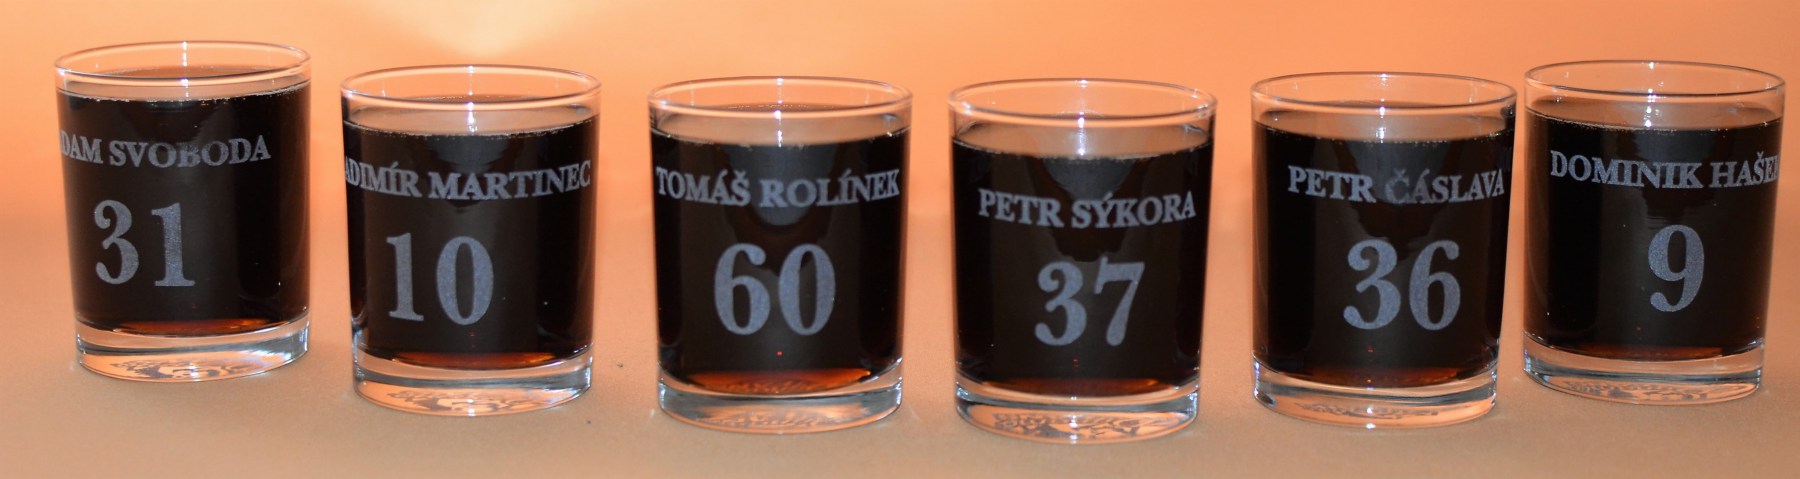 DAM SVOBODA
31
ADIMÍR MARTINEC
10
TOMÁŠ ROLÍNEK
60
PETR SÝKORA
37
PETR ČÁSLAVA
36
DOMINIK HAŠE
9